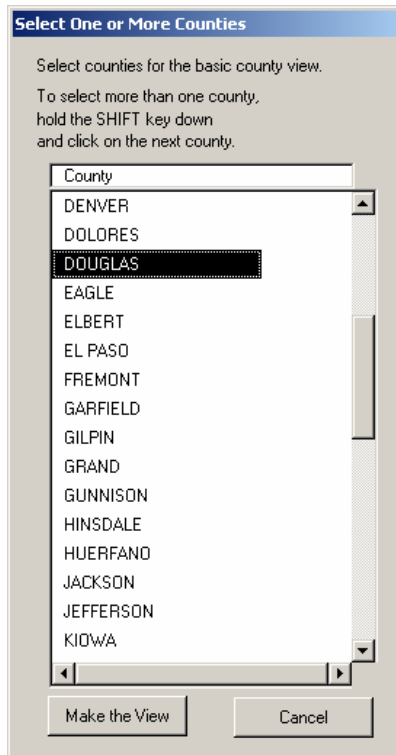 Select One or More Counties
Select counties for the basic county view.
To select more than one county,
hold the SHIFT key down
and click on the next county.
County
DENVER
DOLORES
DOUGLAS
EAGLE
ELBERT
EL PASO
FREMONT
GARFIELD
GILPIN
GRAND
GUNNISON
HINSDALE
HUERFANO
JACKSON
JEFFERSON
KIOWA
Make the View
Cancel